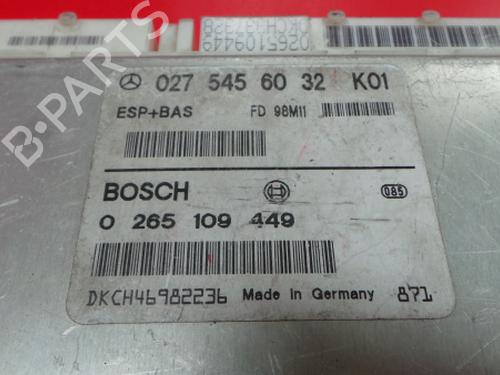 0265109449
027 545 60 32 K01
ESP+BAS FD 98M11
BOSCH 085
0 265 109 449
DKCH46982236 Made in Germany 871
B-PARTS